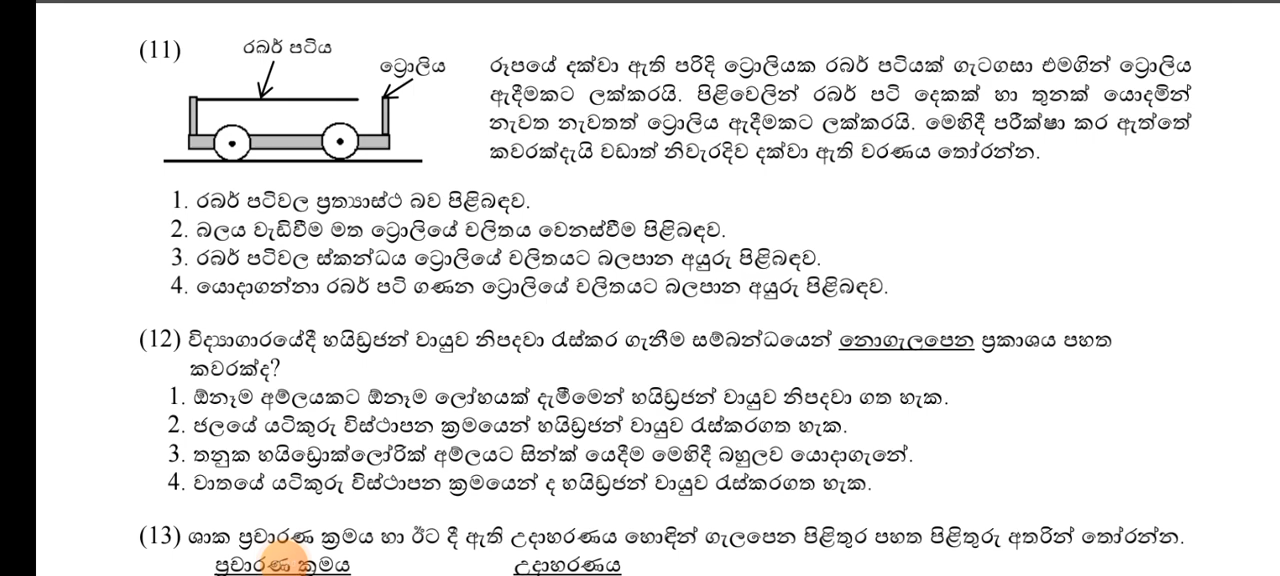 (11)
රබර් පටිය
ට්‍රොලිය
රූපයේ දක්වා ඇති පරිදි ට්‍රොලියක රබර් පටියක් ගැටගසා එමගින් ට්‍රොලිය
ඇදීමකට ලක්කරයි. පිළිවෙලින් රබර් පටි දෙකක් හා තුනක් යොදමින්
නැවත නැවතත් ට්‍රොලිය ඇදීමකට ලක්කරයි. මෙහිදී පරීක්ෂා කර ඇත්තේ
කවරක්දැයි වඩාත් නිවැරදිව දක්වා ඇති වරණය තෝරන්න.
1. රබර් පටිවල ප්‍රත්‍යාස්ථ බව පිළිබඳව.
2. බලය වැඩිවීම මත ට්‍රොලියේ චලිතය වෙනස්වීම පිළිබඳව.
3. රබර් පටිවල ස්කන්ධය ට්‍රොලියේ චලිතයට බලපාන අයුරු පිළිබඳව.
4. යොදාගන්නා රබර් පටි ගණන ට්‍රොලියේ චලිතයට බලපාන අයුරු පිළිබඳව.
(12) විද්‍යාගාරයේදී හයිඩ්‍රජන් වායුව නිපදවා රැස්කර ගැනීම සම්බන්ධයෙන් නොගැලපෙන ප්‍රකාශය පහත
කවරක්ද?
1. ඕනෑම අම්ලයකට ඕනෑම ලෝහයක් දැමීමෙන් හයිඩ්‍රජන් වායුව නිපදවා ගත හැක.
2. ජලයේ යටිකුරු විස්ථාපන ක්‍රමයෙන් හයිඩ්‍රජන් වායුව රැස්කරගත හැක.
3. තනුක හයිඩ්‍රොක්ලෝරික් අම්ලයට සින්ක් යෙදීම මෙහිදී බහුලව යොදාගැනේ.
4. වාතයේ යටිකුරු විස්ථාපන ක්‍රමයෙන් ද හයිඩ්‍රජන් වායුව රැස්කරගත හැක.
(13) ශාක ප්‍රචාරණ ක්‍රමය හා ඊට දී ඇති උදාහරණය හොඳින් ගැලපෙන පිළිතුර පහත පිළිතුරු අතරින් තෝරන්න.
ප්‍රචාරණ ක්‍රමය උදාහරණය